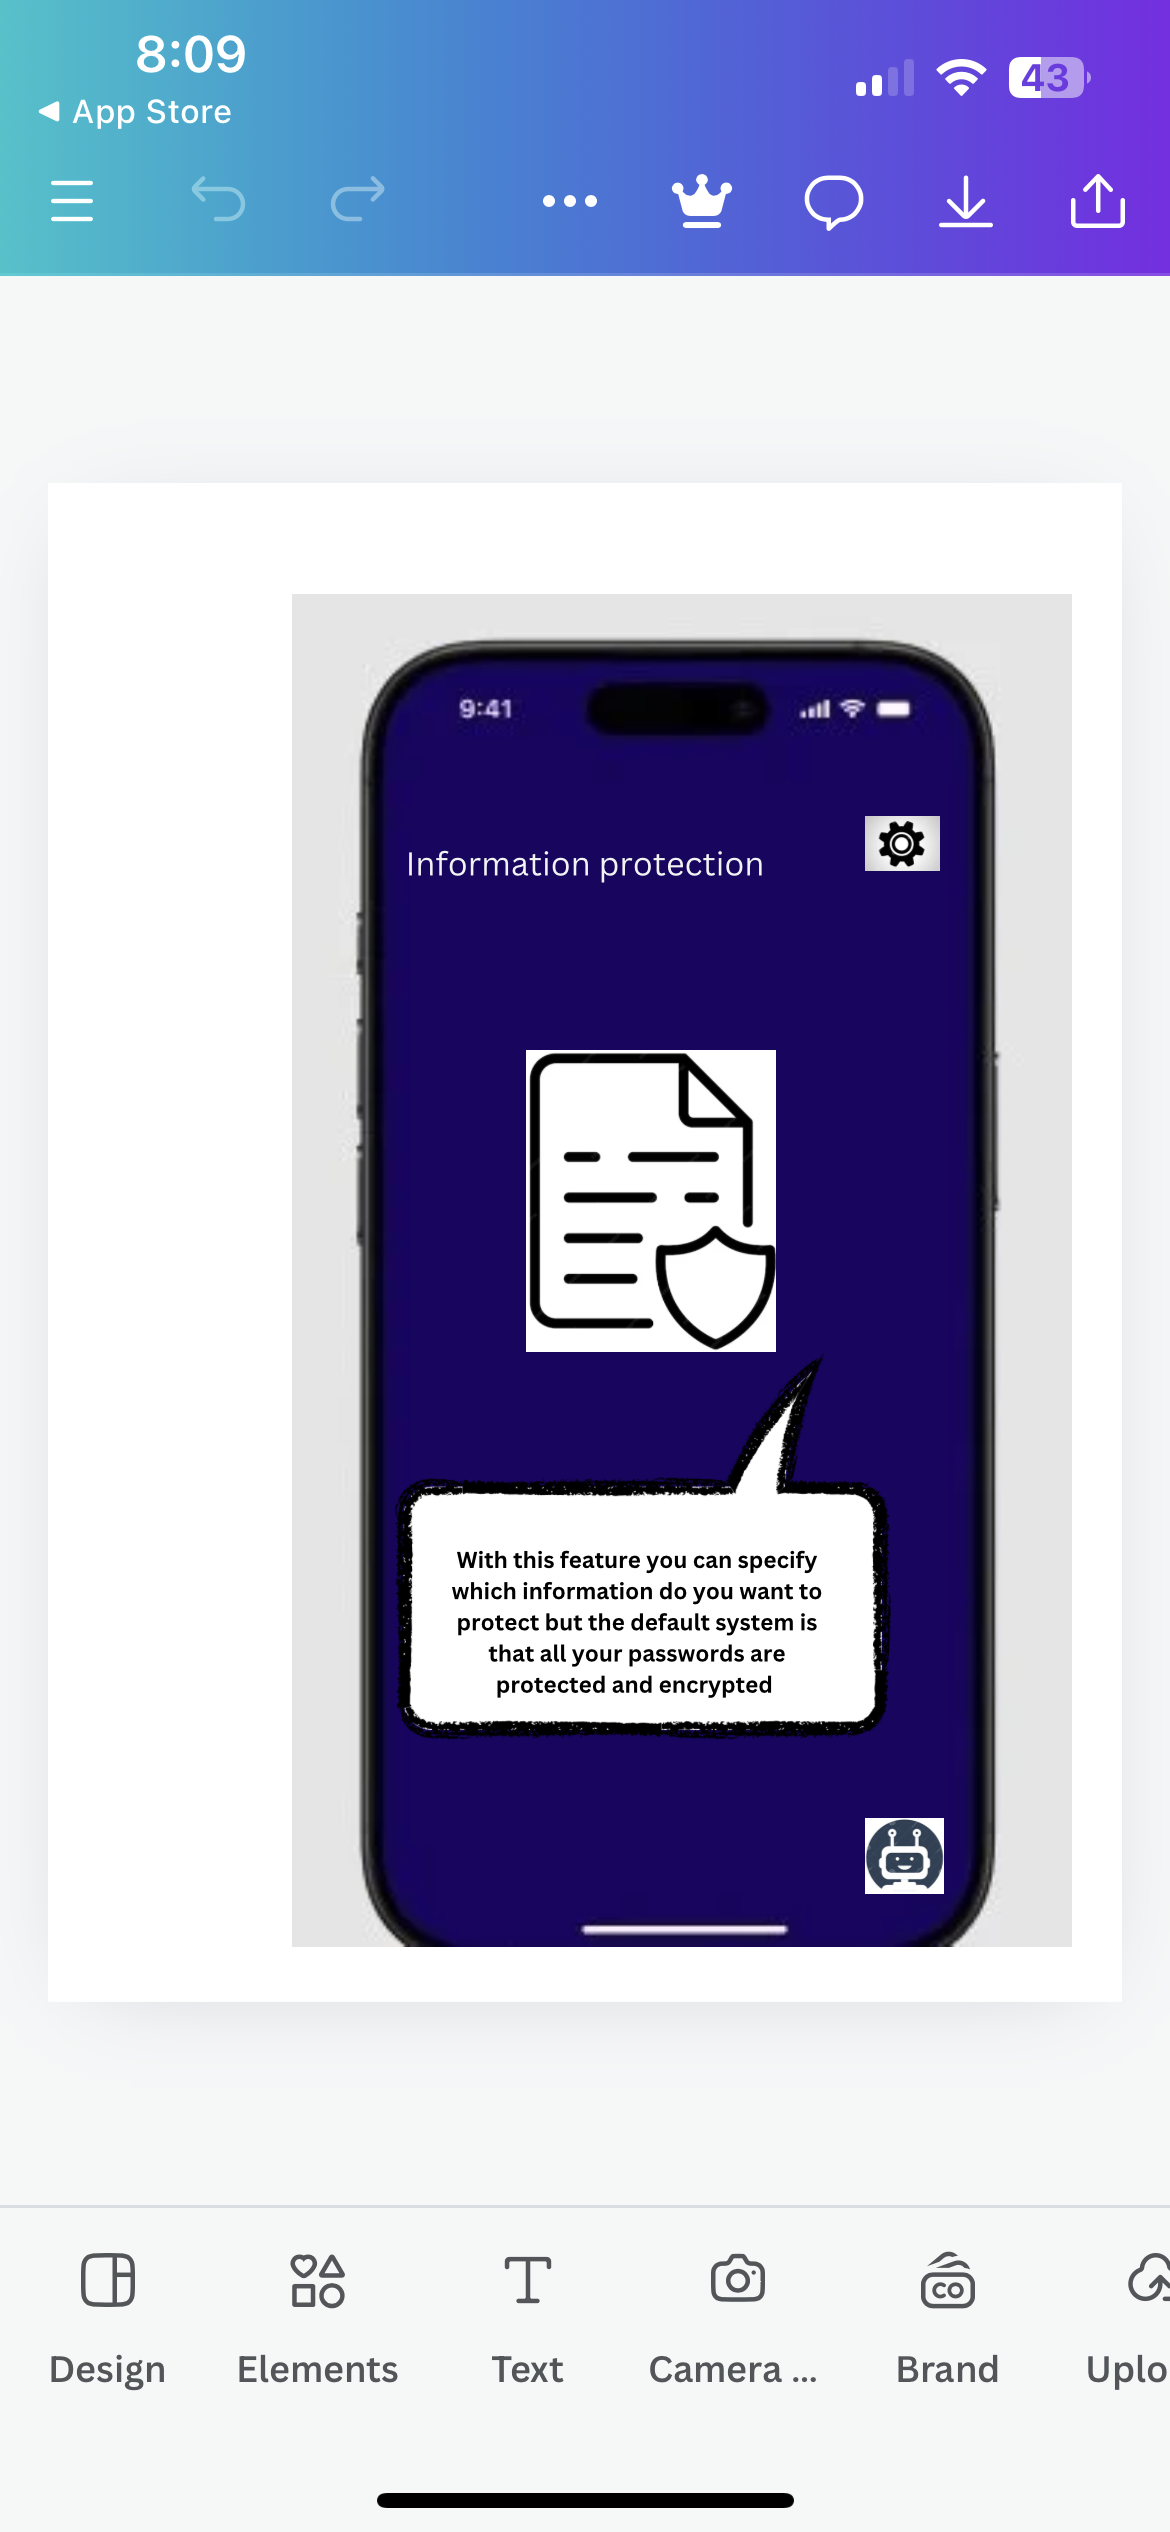 8:09
43
App Store
9:41
Information protection
With this feature you can specify
which information do you want to
protect but the default system is
that all your passwords are
protected and encrypted
CO
Design
Elements
Text
Camera ...
Brand
Uplo